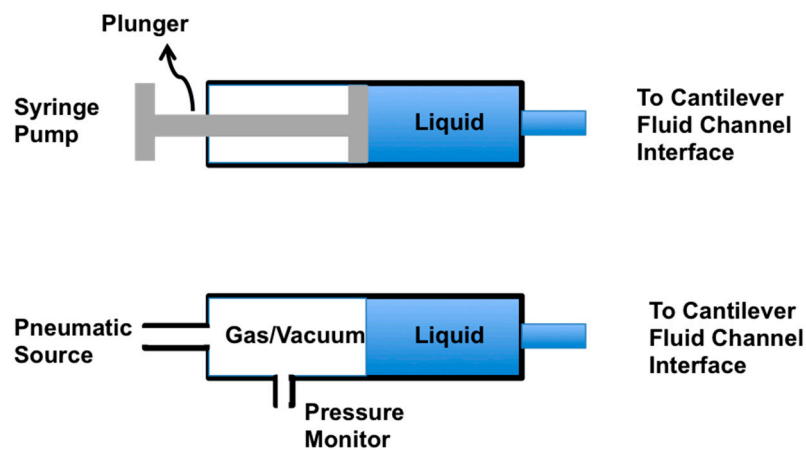 Plunger
Syringe
Pump
Liquid
To Cantilever
Fluid Channel
Interface
Pneumatic
Source
Gas/Vacuum
Liquid
To Cantilever
Fluid Channel
Interface
Pressure
Monitor